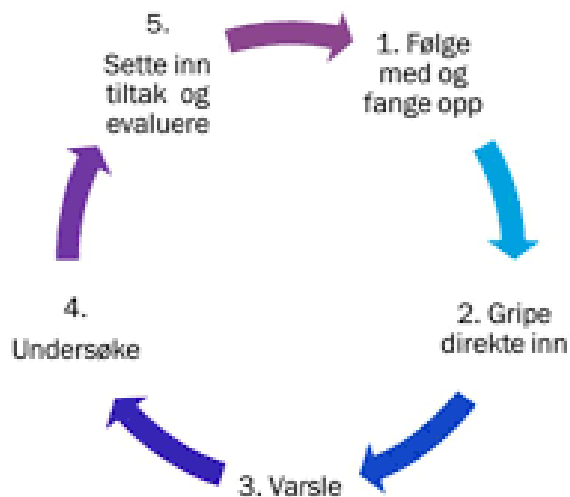 1. Følge
med og
fange opp
2. Gripe
direkte inn
3. Varsle
4.
Undersøke
5.
Sette inn
tiltak og
evaluere